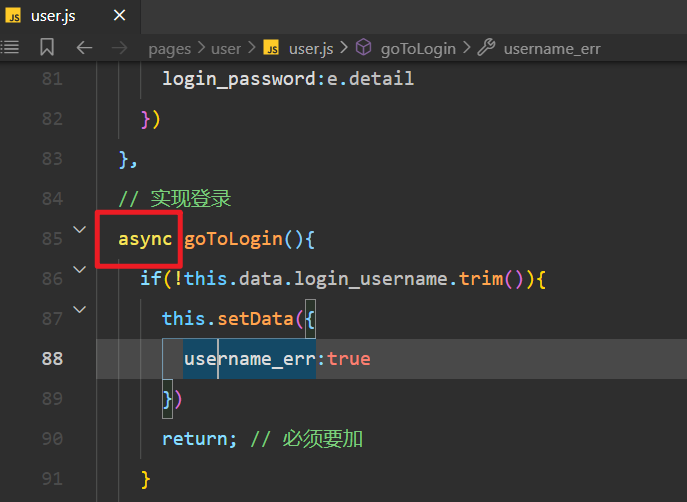 JS user.js ×
pages > user > JS user.js > goToLogin > username_err
81 login_password:e.detail
82 })
83 },
84 // 实现登录
85 async goToLogin(){
86 if(!this.data.login_username.trim()){
87 this.setData({
88 username_err:true
89 })
90 return; // 必须要加
91 }